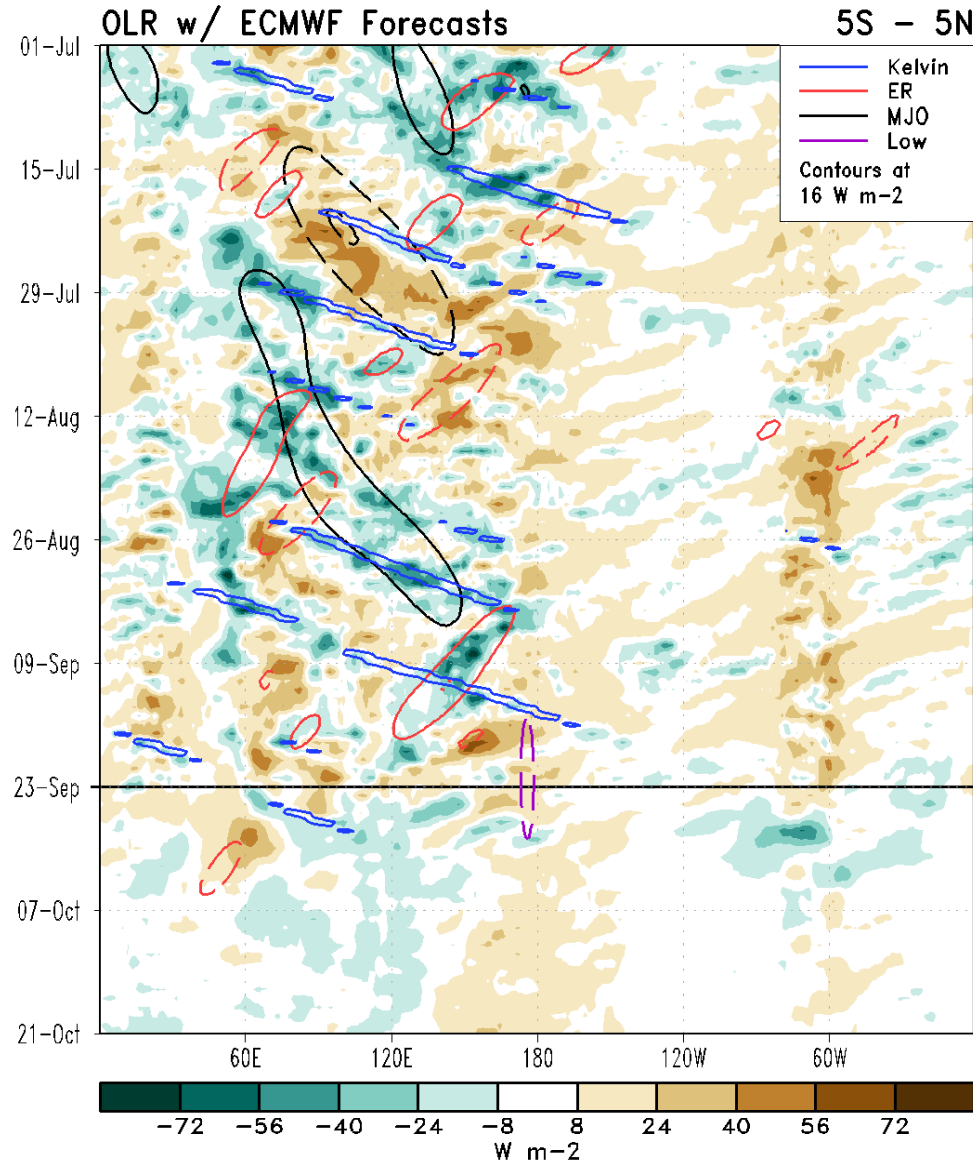 OLR w/ ECMWF Forecasts 5S - 5N
Kelvin
ER
MJO
Low
Contours at
16 W m-2
01-Jul
15-Jul
29-Jul
12-Aug
26-Aug
09-Sep
23-Sep
07-Oct
21-Oct
60E 120E 180 120W 60W
-72 -56 -40 -24 -8 8 24 40 56 72
W m-2